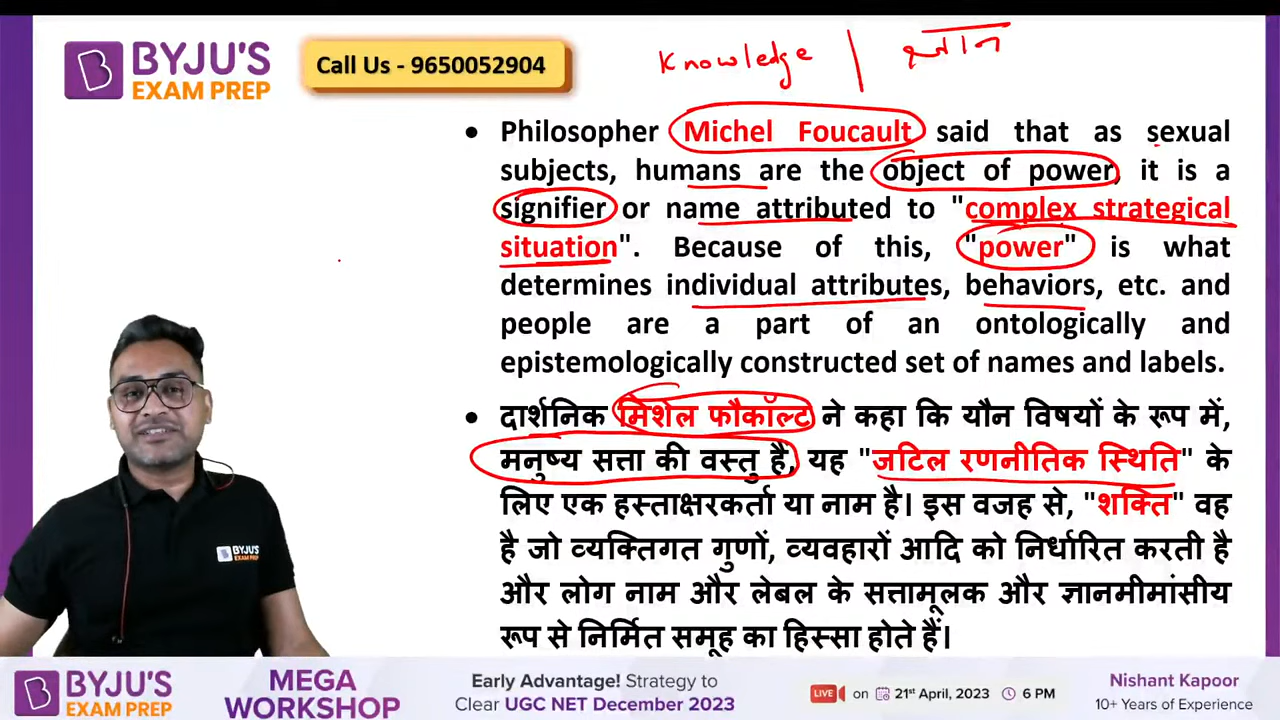 BYJU'S
EXAM PREP
Call Us - 9650052904
Knowledge
• Philosopher Michel Foucault said that as sexual
subjects, humans are the object of power, it is a
signifier or name attributed to "complex strategical
situation". Because of this, "power" is what
determines individual attributes, behaviors, etc. and
people are a part of an ontologically and
epistemologically constructed set of names and labels.
• दार्शनिक मिशेल फौकॉल्ट ने कहा कि यौन विषयों के रूप में,
मनुष्य सत्ता की वस्तु हैं, यह "जटिल रणनीतिक स्थिति" के
लिए एक हस्ताक्षरकर्ता या नाम है। इस वजह से, "शक्ति" वह
है जो व्यक्तिगत गुणों, व्यवहारों आदि को निर्धारित करती है
और लोग नाम और लेबल के सत्तामूलक और ज्ञानमीमांसीय
रूप से निर्मित समूह का हिस्सा होते हैं।
BYJU'S
EXAM PREP
BYJU'S
EXAM PREP
MEGA
WORKSHOP
Early Advantage! Strategy to
Clear UGC NET December 2023
LIVE on 21st April, 2023 6 PM
Nishant Kapoor
10+ Years of Experience